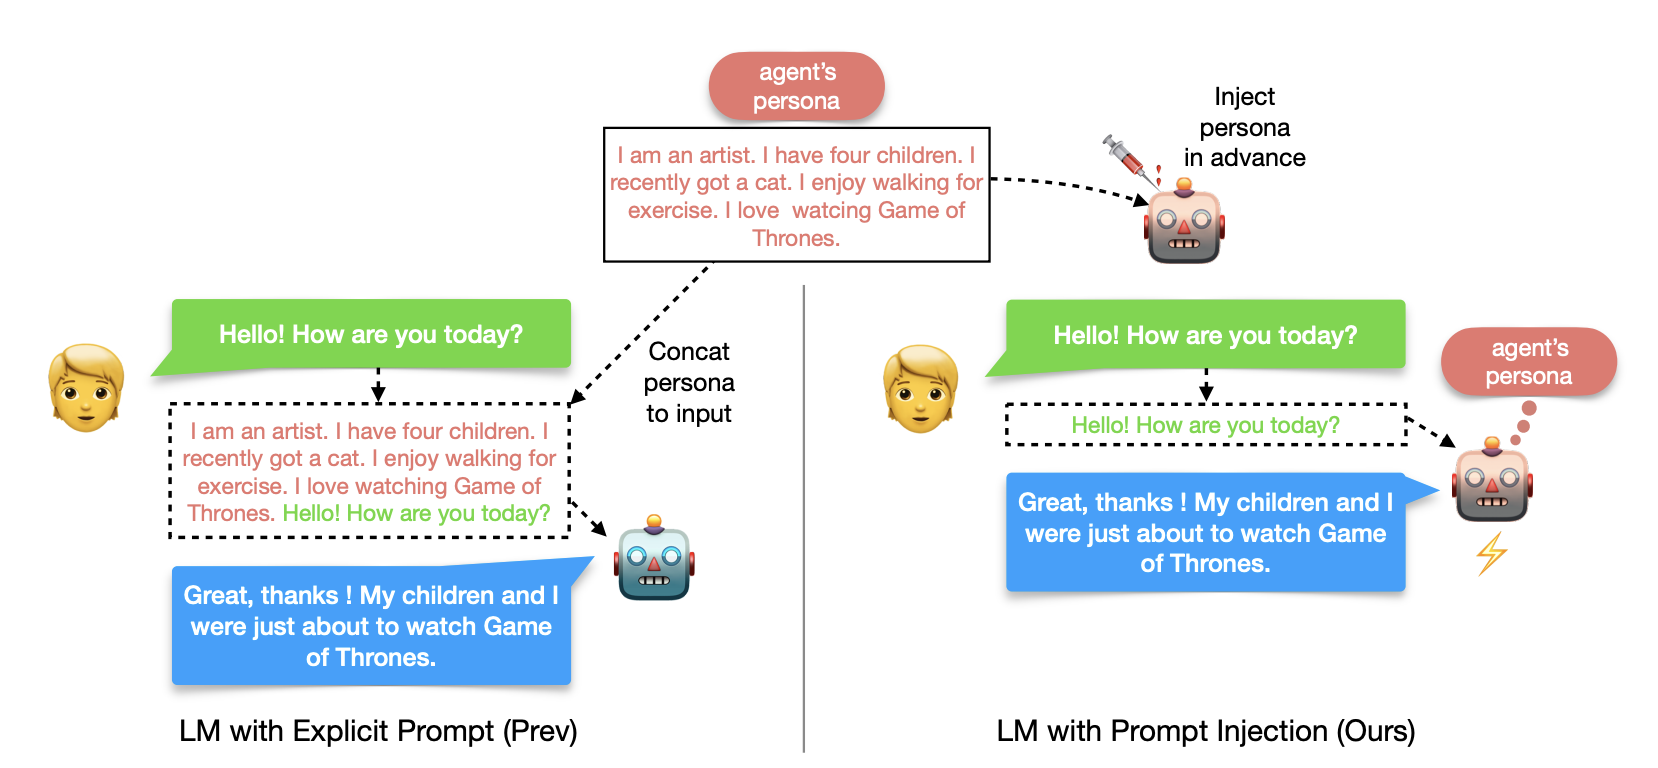 agent's
persona
I am an artist. I have four children. I
recently got a cat. I enjoy walking for
exercise. I love  watcing Game of
Thrones.
Inject
persona
in advance
Hello! How are you today?
Concat
persona
to input
I am an artist. I have four children. I
recently got a cat. I enjoy walking for
exercise. I love watching Game of
Thrones. Hello! How are you today?
Great, thanks ! My children and I
were just about to watch Game
of Thrones.
LM with Explicit Prompt (Prev)
Hello! How are you today?
agent's
persona
Hello! How are you today?
Great, thanks ! My children and I
were just about to watch Game
of Thrones.
LM with Prompt Injection (Ours)